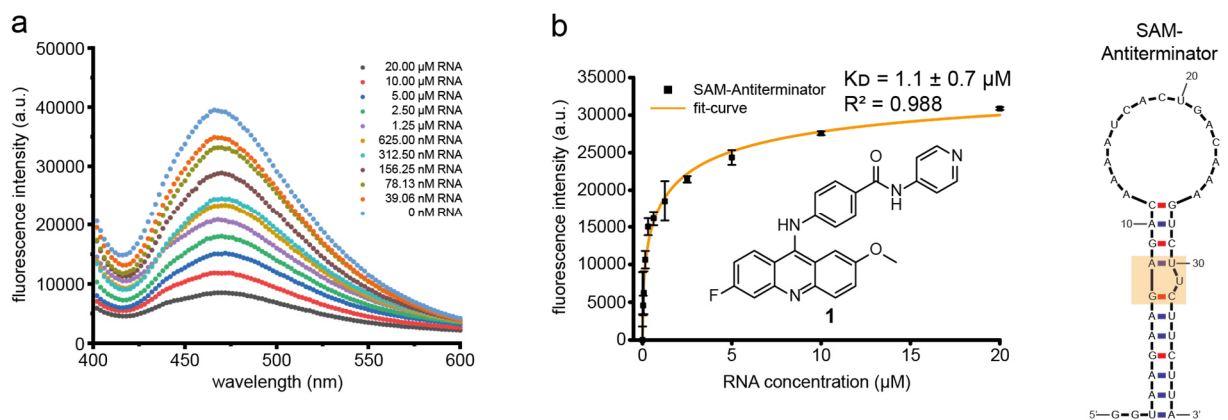 a
50000
40000
30000
20000
10000
0
fluorescence intensity (a.u.)
400
450
500
550
600
wavelength (nm)
20.00 µM RNA
10.00 µM RNA
5.00 µM RNA
2.50 µM RNA
1.25 µM RNA
625.00 nM RNA
312.50 nM RNA
156.25 nM RNA
78.13 nM RNA
39.06 nM RNA
0 nM RNA
b
35000
30000
25000
20000
15000
10000
5000
0
fluorescence intensity (a.u.)
0
5
10
15
20
RNA concentration (µM)
SAM-Antiterminator
fit-curve
KD = 1.1 ± 0.7 µM
R² = 0.988
O
N
N
H
HN
O
F
N
1
SAM-
Antiterminator
20
10
30
5'-G G U A A G A A G A G A C A A A A U U C A C U G A C A A A G U C U U C U U C U U A 3'